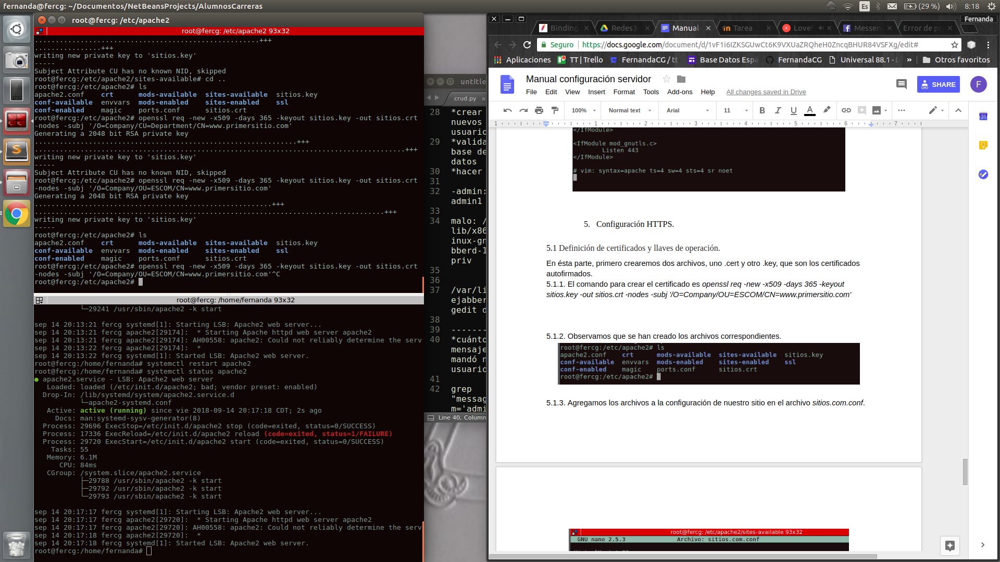 fernanda@fercg: ~/Documentos/NetBeansProjects/AlumnosCarreras
Es
(29 %)
8:18
root@fercg: /etc/apache2
root@fercg: /etc/apache2 93x32
writing new private key to 'sitios.key'
-----
Subject Attribute CU has no known NID, skipped
root@fercg:/etc/apache2/sites-available# cd ..
root@fercg:/etc/apache2# ls
apache2.conf crt mods-available sites-available sitios.key
conf-available envvars mods-enabled sites-enabled ssl
conf-enabled magic ports.conf sitios.crt
root@fercg:/etc/apache2# openssl req -new -x509 -days 365 -keyout sitios.key -out sitios.crt
-nodes -subj '/O=Company/CU=Department/CN=www.primersitio.com'
Generating a 2048 bit RSA private key
writing new private key to 'sitios.key'
-----
Subject Attribute CU has no known NID, skipped
root@fercg:/etc/apache2# openssl req -new -x509 -days 365 -keyout sitios.key -out sitios.crt
-nodes -subj '/O=Company/OU=ESCOM/CN=www.primersitio.com'
Generating a 2048 bit RSA private key
writing new private key to 'sitios.key'
-----
root@fercg:/etc/apache2# ls
apache2.conf crt mods-available sites-available sitios.key
conf-available envvars mods-enabled sites-enabled ssl
conf-enabled magic ports.conf sitios.crt
root@fercg:/etc/apache2# openssl req -new -x509 -days 365 -keyout sitios.key -out sitios.crt
-nodes -subj '/O=Company/OU=ESCOM/CN=www.primersitio.com'^C
root@fercg:/etc/apache2#
root@fercg: /home/fernanda 93x32
└─29241 /usr/sbin/apache2 -k start
sep 14 20:13:21 fercg systemd[1]: Starting LSB: Apache2 web server...
sep 14 20:13:21 fercg apache2[29174]: * Starting Apache httpd web server apache2
sep 14 20:13:21 fercg apache2[29174]: AH00558: apache2: Could not reliably determine the serv
sep 14 20:13:22 fercg apache2[29174]: *
sep 14 20:13:22 fercg systemd[1]: Started LSB: Apache2 web server.
root@fercg:/home/fernanda# systemctl restart apache2
root@fercg:/home/fernanda# systemctl status apache2
● apache2.service - LSB: Apache2 web server
Loaded: loaded (/etc/init.d/apache2; bad; vendor preset: enabled)
Drop-In: /lib/systemd/system/apache2.service.d
└─apache2-systemd.conf
Active: active (running) since vie 2018-09-14 20:17:18 CDT; 2s ago
Docs: man:systemd-sysv-generator(8)
Process: 29696 ExecStop=/etc/init.d/apache2 stop (code=exited, status=0/SUCCESS)
Process: 17336 ExecReload=/etc/init.d/apache2 reload (code=exited, status=1/FAILURE)
Process: 29720 ExecStart=/etc/init.d/apache2 start (code=exited, status=0/SUCCESS)
Tasks: 55
Memory: 6.1M
CPU: 84ms
CGroup: /system.slice/apache2.service
├─29788 /usr/sbin/apache2 -k start
├─29792 /usr/sbin/apache2 -k start
└─29793 /usr/sbin/apache2 -k start
sep 14 20:17:17 fercg systemd[1]: Starting LSB: Apache2 web server...
sep 14 20:17:17 fercg apache2[29720]: * Starting Apache httpd web server apache2
sep 14 20:17:17 fercg apache2[29720]: AH00558: apache2: Could not reliably determine the serv
sep 14 20:17:18 fercg apache2[29720]: *
sep 14 20:17:18 fercg systemd[1]: Started LSB: Apache2 web server.
root@fercg:/home/fernanda#
untitle
crud.py
28 *crear
nuevos
usuario
29 *valida
base de
datos
30 *hacer
31
32 -admin:
admin1
33
34 malo: /
lib/x86
inux-gn
bberd-1
priv
35
36
37 /var/li
ejabber
gedit d
38
39 -------
40 *cuánto
mensaje
mandó n
usuario
41
42 grep
"messag
m='admi
Line 40, Column
Binding
Redes3
Manual
Tarea
Lovef
Messen
Error de p
Fernanda
Seguro https://docs.google.com/document/d/1vF1i6IZKSGUwCt6K9VXUaZRQheH0ZncqBHUR84VSFXg/edit#
Aplicaciones TT | Trello FernandaCG / tt Base Datos Espa FernandaCG Universal 88.1 - L » Otros favoritos
Manual configuración servidor
SHARE
F
File Edit View Insert Format Tools Add-ons Help All changes saved in Drive
100% Normal text Arial 11 B I U A
1 1 2 3 4 5 6 7
31
</IfModule>
<IfModule mod_gnutls.c>
Listen 443
</IfModule>
# vim: syntax=apache ts=4 sw=4 sts=4 sr noet
5. Configuración HTTPS.
5.1 Definición de certificados y llaves de operación.
En ésta parte, primero crearemos dos archivos, uno .cert y otro .key, que son los certificados
autofirmados.
5.1.1. El comando para crear el certificado es openssl req -new -x509 -days 365 -keyout
sitios.key -out sitios.crt -nodes -subj '/O=Company/OU=ESCOM/CN=www.primersitio.com'
5.1.2. Observamos que se han creado los archivos correspondientes.
root@fercg:/etc/apache2# ls
apache2.conf crt mods-available sites-available sitios.key
conf-available envvars mods-enabled sites-enabled ssl
conf-enabled magic ports.conf sitios.crt
root@fercg:/etc/apache2#
5.1.3. Agregamos los archivos a la configuración de nuestro sitio en el archivo sitios.com.conf.
root@fercg: /etc/apache2/sites-available 93x32
GNU nano 2.5.3 Archivo: sitios.com.conf